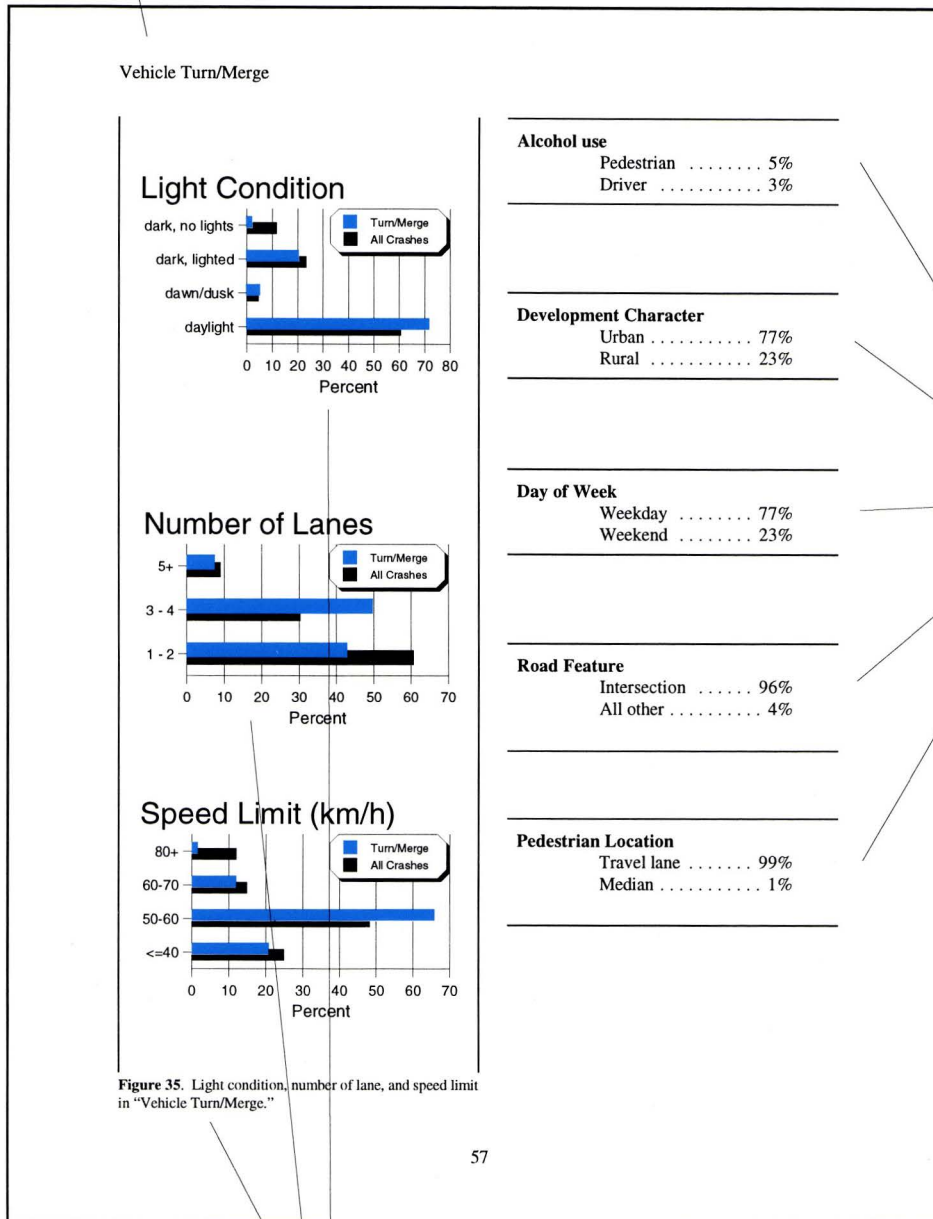 Vehicle Turn/Merge
Light Condition
Turn/Merge
All Crashes
dark, no lights
dark, lighted
dawn/dusk
daylight
0 10 20 30 40 50 60 70 80
Percent
Number of Lanes
Turn/Merge
All Crashes
5+
3 - 4
1 - 2
0 10 20 30 40 50 60 70
Percent
Speed Limit (km/h)
Turn/Merge
All Crashes
80+
60-70
50-60
<=40
0 10 20 30 40 50 60 70
Percent
Figure 35. Light condition, number of lane, and speed limit
in “Vehicle Turn/Merge.”
Alcohol use
Pedestrian ........ 5%
Driver ........... 3%
Development Character
Urban ........... 77%
Rural ........... 23%
Day of Week
Weekday ........ 77%
Weekend ........ 23%
Road Feature
Intersection ...... 96%
All other .......... 4%
Pedestrian Location
Travel lane ....... 99%
Median ........... 1%
57